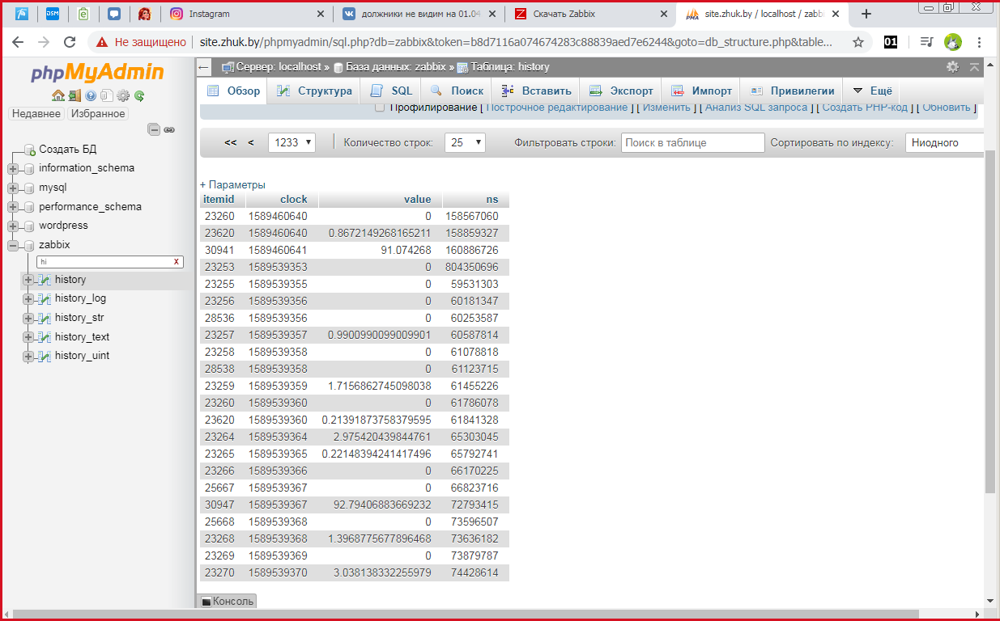 DSM
Instagram
должники не видим на 01.04
Скачать Zabbix
site.zhuk.by / localhost / zabbi
Не защищено
site.zhuk.by/phpmyadmin/sql.php?db=zabbix&token=b8d7116a074674283c88839aed7e6244&goto=db_structure.php&table...
01
phpMyAdmin
Недавнее Избранное
Создать БД
information_schema
mysql
performance_schema
wordpress
zabbix
hi X
history
history_log
history_str
history_text
history_uint
Сервер: localhost » База данных: zabbix » Таблица: history
Обзор Структура SQL Поиск Вставить Экспорт Импорт Привилегии Ещё
Профилирование [ Построчное редактирование ] [ Изменить ] [ Анализ SQL запроса ] [ Создать PHP-код ] [ Обновить ]
<< < 1233 Количество строк: 25 Фильтровать строки: Поиск в таблице Сортировать по индексу: Ниодного
+ Параметры
itemid clock value ns
23260 1589460640 0 158567060
23620 1589460640 0.8672149268165211 158859327
30941 1589460641 91.074268 160886726
23253 1589539353 0 804350696
23255 1589539355 0 59531303
23256 1589539356 0 60181347
28536 1589539356 0 60253587
23257 1589539357 0.9900990099009901 60587814
23258 1589539358 0 61078818
28538 1589539358 0 61123715
23259 1589539359 1.7156862745098038 61455226
23260 1589539360 0 61786078
23620 1589539360 0.21391873758379595 61841328
23264 1589539364 2.975420439844761 65303045
23265 1589539365 0.22148394241417496 65792741
23266 1589539366 0 66170225
25667 1589539367 0 66823716
30947 1589539367 92.79406883669232 72793415
25668 1589539368 0 73596507
23268 1589539368 1.3968775677896468 73636182
23269 1589539369 0 73879787
23270 1589539370 3.038138332255979 74428614
Консоль